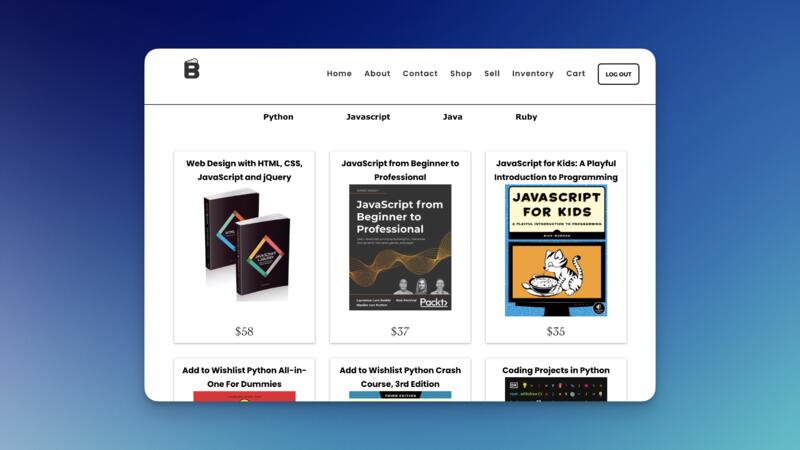 B
Home About Contact Shop Sell Inventory Cart LOG OUT
Python Javascript Java Ruby
Web Design with HTML, CSS,
JavaScript and jQuery
$58
JavaScript from Beginner to
Professional
JavaScript from
Beginner to
Professional
Packt>
$37
JavaScript for Kids: A Playful
Introduction to Programming
JAVASCRIPT
FOR KIDS
A PLAYFUL INTRODUCTION TO PROGRAMMING
NICK MORGAN
$35
Add to Wishlist Python All-in-
One For Dummies
Add to Wishlist Python Crash
Course, 3rd Edition
THIRD EDITION
Coding Projects in Python
DK